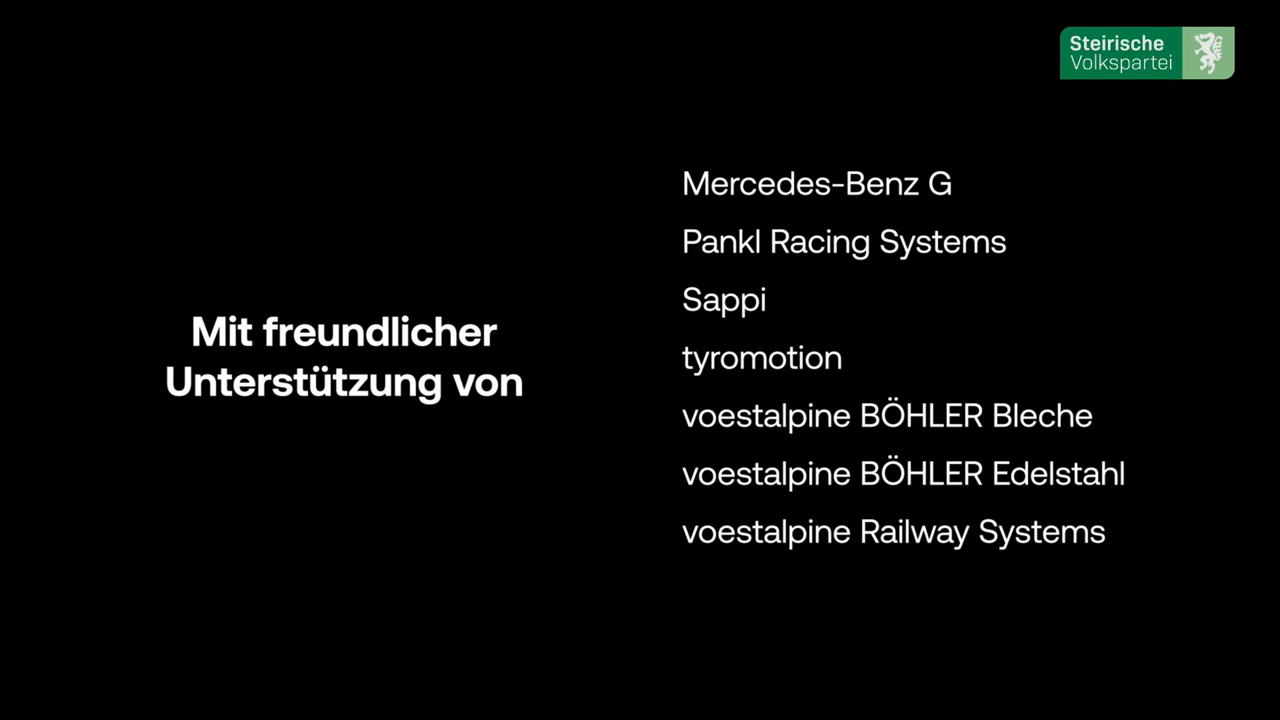 Steirische
Volkspartei
Mit freundlicher
Unterstützung von
Mercedes-Benz G
Pankl Racing Systems
Sappi
tyromotion
voestalpine BÖHLER Bleche
voestalpine BÖHLER Edelstahl
voestalpine Railway Systems